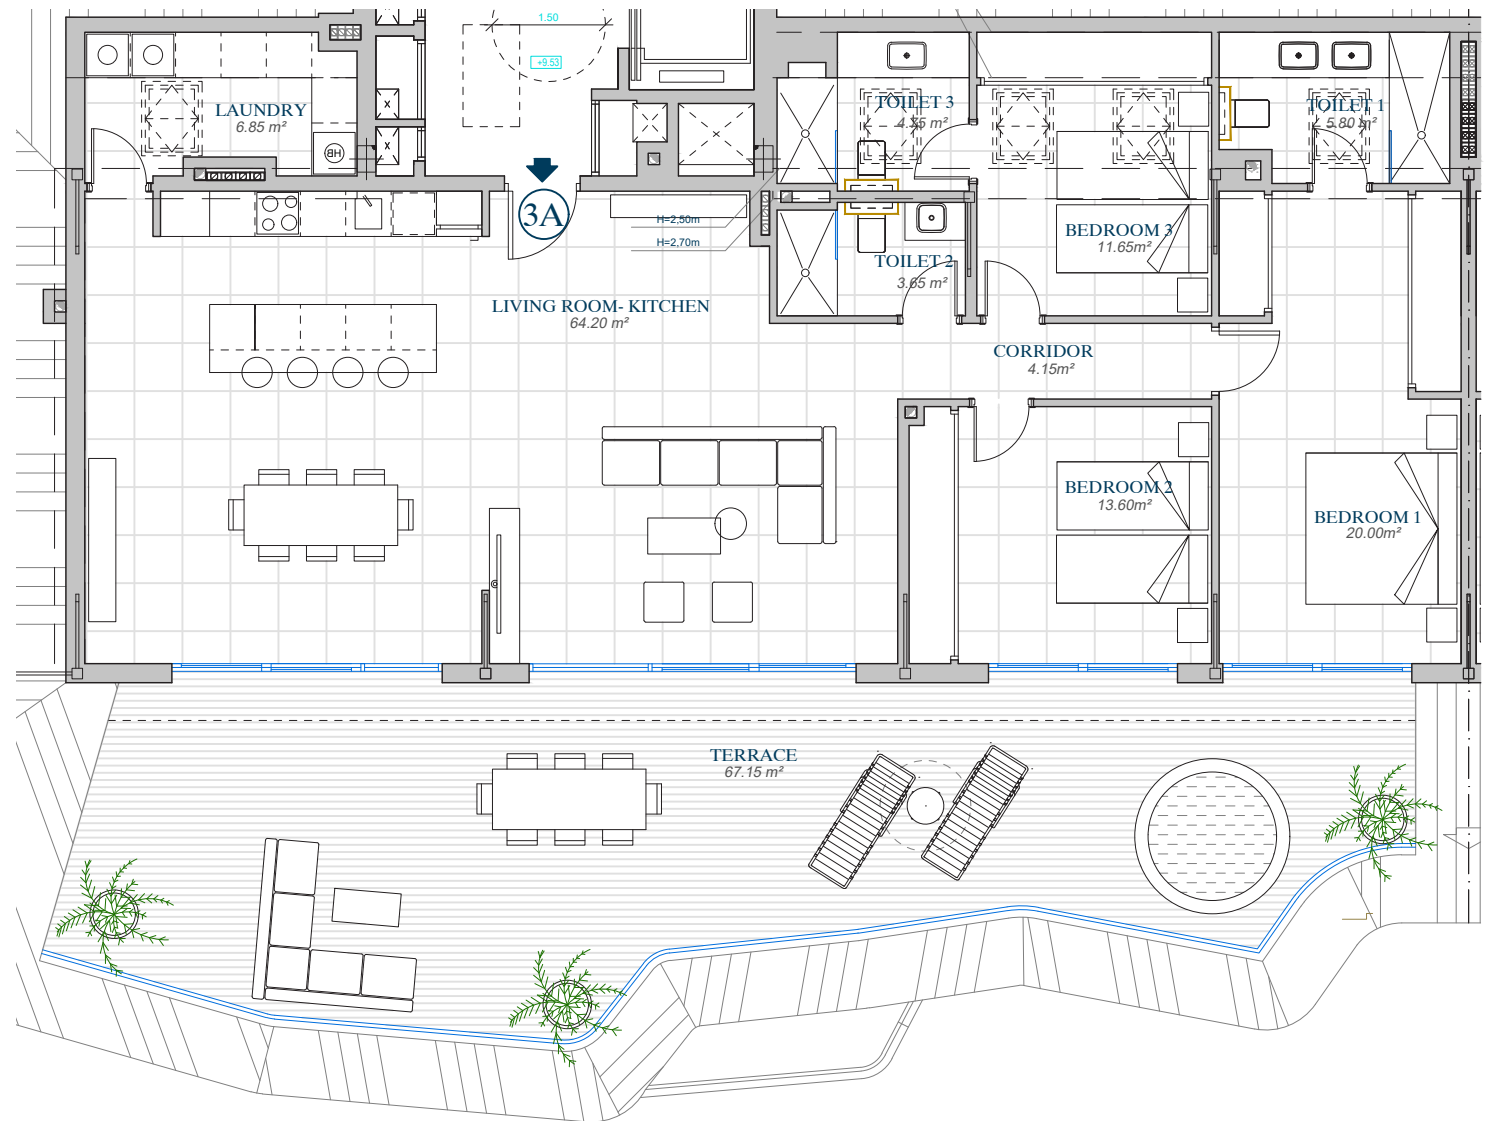 1.50
+9.53
LAUNDRY
6.85 m²
HB
TOILET 3
4.35 m²
TOILET 1
5.80 m²
3A
H=2,50m
H=2,70m
BEDROOM 3
11.65m²
TOILET 2
3.65 m²
LIVING ROOM- KITCHEN
64.20 m²
CORRIDOR
4.15m²
BEDROOM 2
13.60m²
BEDROOM 1
20.00m²
TERRACE
67.15 m²